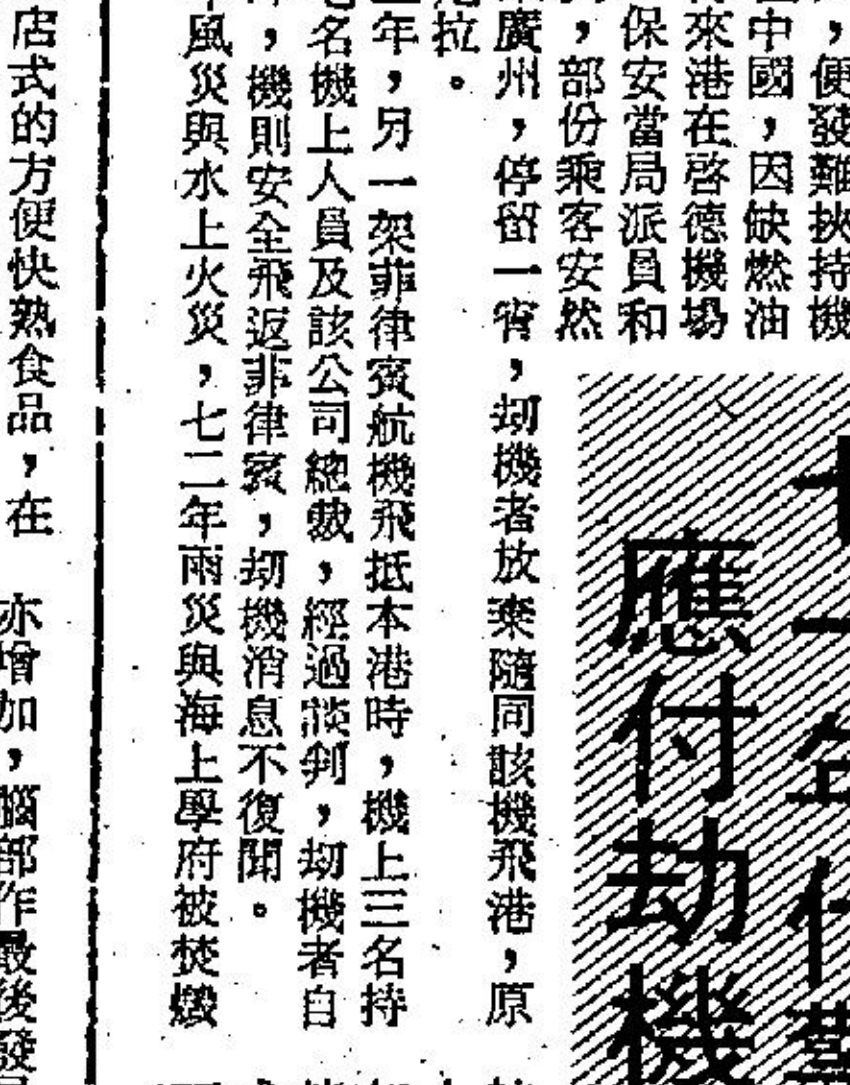 ，便發難挾持機
中國，因缺燃油
來港在啓德機場
保安當局派員和
，部份乘客安然
廣州，停留一宵，刧機者放棄隨同該機飛港，原
拉。
年，另一架菲律賓航機飛抵本港時，機上三名持
名機上人員及該公司總裁，經過談判，刧機者自
，機則安全飛返菲律賓，刧機消息不復聞。
風災與水上火災，七二年雨災與海上學府被焚燬
十一年代
應付劫機
店式的方便快熟食品，在
亦增加，腦部作最後發